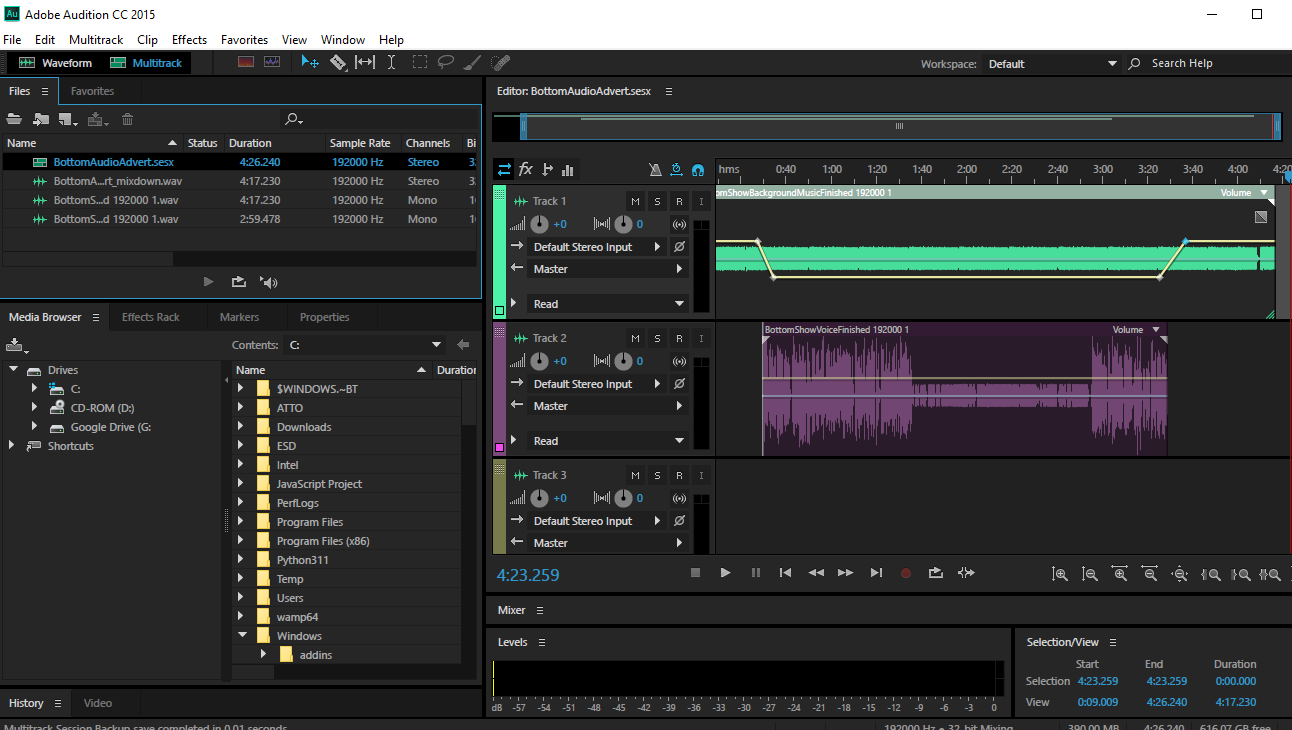 Au Adobe Audition CC 2015
File Edit Multitrack Clip Effects Favorites View Window Help
Waveform Multitrack Workspace: Default Search Help
Files Favorites
Name Status Duration Sample Rate Channels Bi
BottomAudioAdvert.sesx 4:26.240 192000 Hz Stereo 3
BottomA...rt_mixdown.wav 4:17.230 192000 Hz Stereo 3
BottomS...d 192000 1.wav 4:17.230 192000 Hz Mono 1
BottomS...d 192000 1.wav 2:59.478 192000 Hz Mono 1
Media Browser Effects Rack Markers Properties
Contents: C:
Drives
C:
CD-ROM (D:)
Google Drive (G:
Shortcuts
Name Duration
$WINDOWS.~BT
ATTO
Downloads
ESD
Intel
JavaScript Project
PerfLogs
Program Files
Program Files (x86)
Python311
Temp
Users
wamp64
Windows
addins
History Video
Multitrack Session Backup save completed in 0.01 seconds
Editor: BottomAudioAdvert.sesx
fx
hms 0:40 1:00 1:20 1:40 2:00 2:20 2:40 3:00 3:20 3:40 4:00 4:20
omShowBackgroundMusicFinished 192000 1 Volume
Track 1 M S R I
+0 0
Default Stereo Input
Master
Read
BottomShowVoiceFinished 192000 1 Volume
Track 2 M S R I
+0 0
Default Stereo Input
Master
Read
Track 3 M S R I
+0 0
Default Stereo Input
Master
4:23.259
Mixer
Levels
dB -57 -54 -51 -48 -45 -42 -39 -36 -33 -30 -27 -24 -21 -18 -15 -12 -9 -6 -3 0
Selection/View
Start End Duration
Selection 4:23.259 4:23.259 0:00.000
View 0:09.009 4:26.240 4:17.230
192000 Hz • 32-bit Mixing 390.00 MB 4:26.240 616.07 GB free